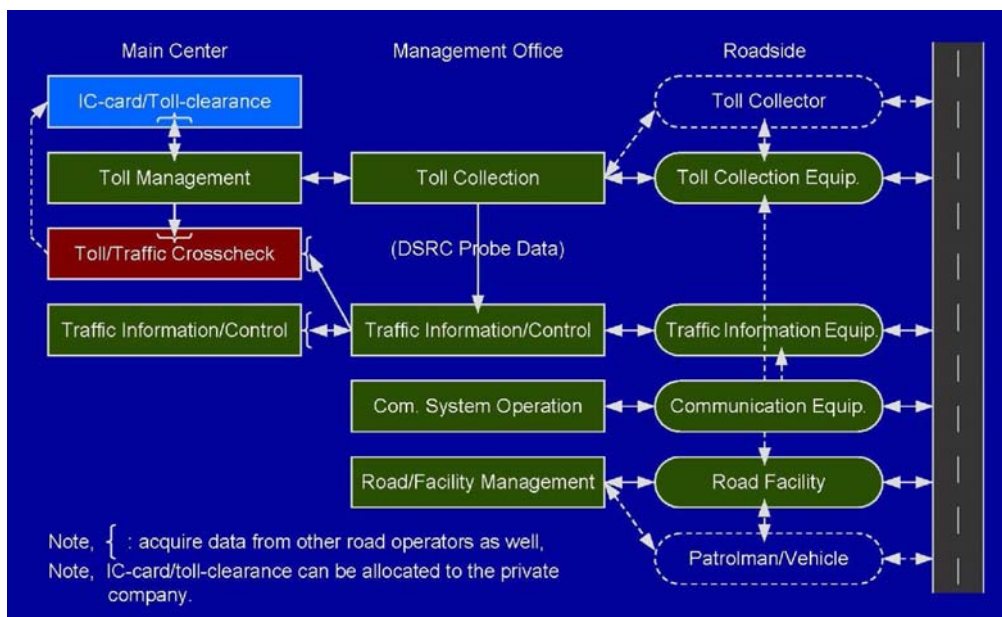 Main Center
Management Office
Roadside
IC-card/Toll-clearance
Toll Collector
Toll Management
Toll Collection
Toll Collection Equip.
Toll/Traffic Crosscheck
(DSRC Probe Data)
Traffic Information/Control
Traffic Information/Control
Traffic Information Equip.
Com. System Operation
Communication Equip.
Road/Facility Management
Road Facility
Patrolman/Vehicle
Note, { : acquire data from other road operators as well,
Note, IC-card/toll-clearance can be allocated to the private
company.